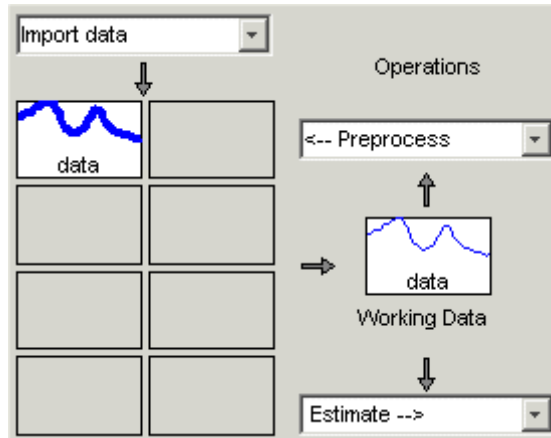 Import data
Operations
data
<-- Preprocess
data
Working Data
Estimate -->